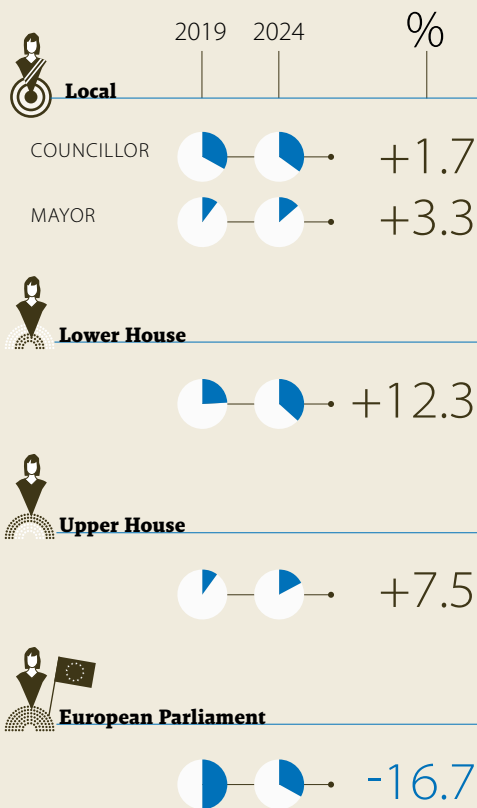 2019 2024 %
Local
COUNCILLOR +1.7
MAYOR +3.3
Lower House
+12.3
Upper House
+7.5
European Parliament
-16.7